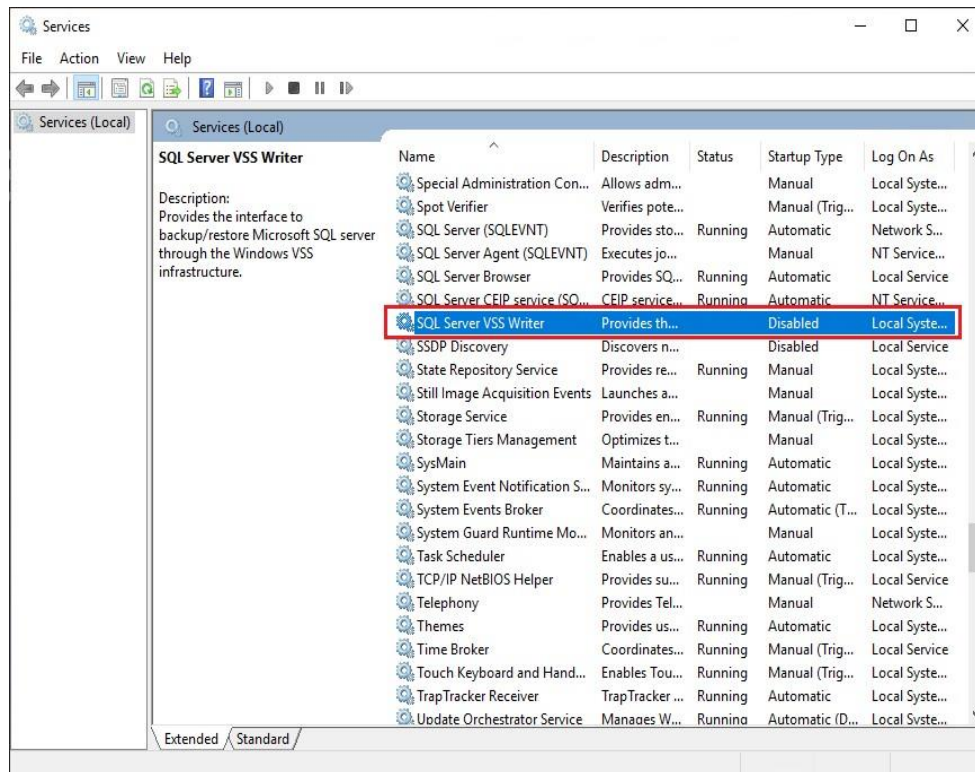 Services
File Action View Help
Services (Local)
Services (Local)
SQL Server VSS Writer
Description:
Provides the interface to
backup/restore Microsoft SQL server
through the Windows VSS
infrastructure.
Name Description Status Startup Type Log On As
Special Administration Con... Allows adm... Manual Local Syste...
Spot Verifier Verifies pote... Manual (Trig... Local Syste...
SQL Server (SQLEVNT) Provides sto... Running Automatic Network S...
SQL Server Agent (SQLEVNT) Executes jo... Manual NT Service...
SQL Server Browser Provides SQ... Running Automatic Local Service
SQL Server CEIP service (SQ... CEIP service... Running Automatic NT Service...
SQL Server VSS Writer Provides th... Disabled Local Syste...
SSDP Discovery Discovers n... Disabled Local Service
State Repository Service Provides re... Running Manual Local Syste...
Still Image Acquisition Events Launches a... Manual Local Syste...
Storage Service Provides en... Running Manual (Trig... Local Syste...
Storage Tiers Management Optimizes t... Manual Local Syste...
SysMain Maintains a... Running Automatic Local Syste...
System Event Notification S... Monitors sy... Running Automatic Local Syste...
System Events Broker Coordinates... Running Automatic (T... Local Syste...
System Guard Runtime Mo... Monitors an... Manual Local Syste...
Task Scheduler Enables a us... Running Automatic Local Syste...
TCP/IP NetBIOS Helper Provides su... Running Manual (Trig... Local Service
Telephony Provides Tel... Manual Network S...
Themes Provides us... Running Automatic Local Syste...
Time Broker Coordinates... Running Manual (Trig... Local Service
Touch Keyboard and Hand... Enables Tou... Running Manual (Trig... Local Syste...
TrapTracker Receiver TrapTracker ... Running Automatic Local Syste...
Update Orchestrator Service Manages W... Running Automatic (D... Local Syste...
Extended Standard